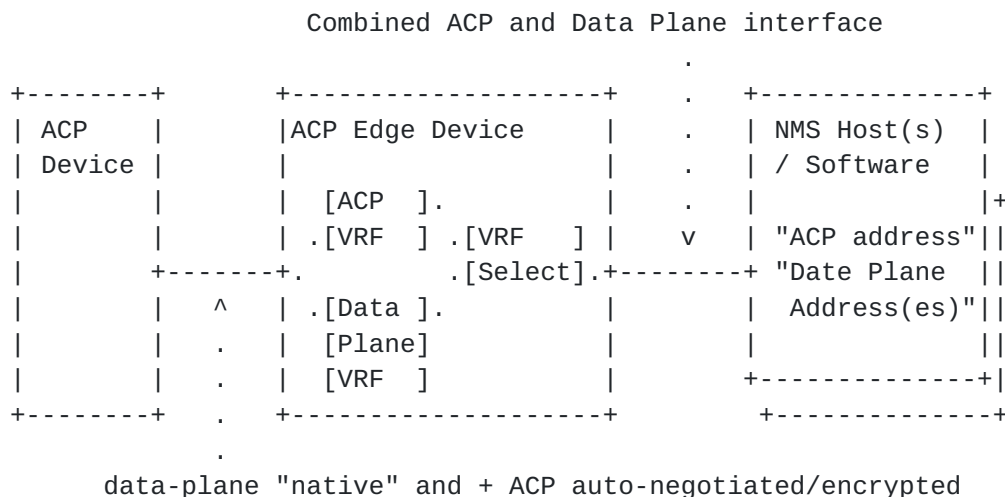 Combined ACP and Data Plane interface
.
+--------+       +--------------------+   .   +--------------+
| ACP    |       |ACP Edge Device     |   .   | NMS Host(s)  |
| Device |       |                    |   .   | / Software   |
|        |       |  [ACP  ].          |   .   |              |+
|        |       | .[VRF  ] .[VRF   ] |   v   | "ACP address"||
|        +-------+.         .[Select].+--------+ "Date Plane  ||
|        |   ^   | .[Data ].          |       |  Address(es)"||
|        |   .   |  [Plane]           |       |              ||
|        |   .   |  [VRF  ]           |       +--------------+|
+--------+   .   +--------------------+        +--------------+
.
data-plane "native" and + ACP auto-negotiated/encrypted